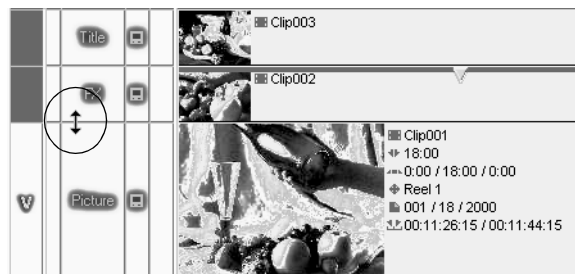 Title
Clip003
FX
Clip002
V
Picture
Clip001
18:00
0:00 / 18:00 / 0:00
Reel 1
001 / 18 / 2000
00:11:26:15 / 00:11:44:15